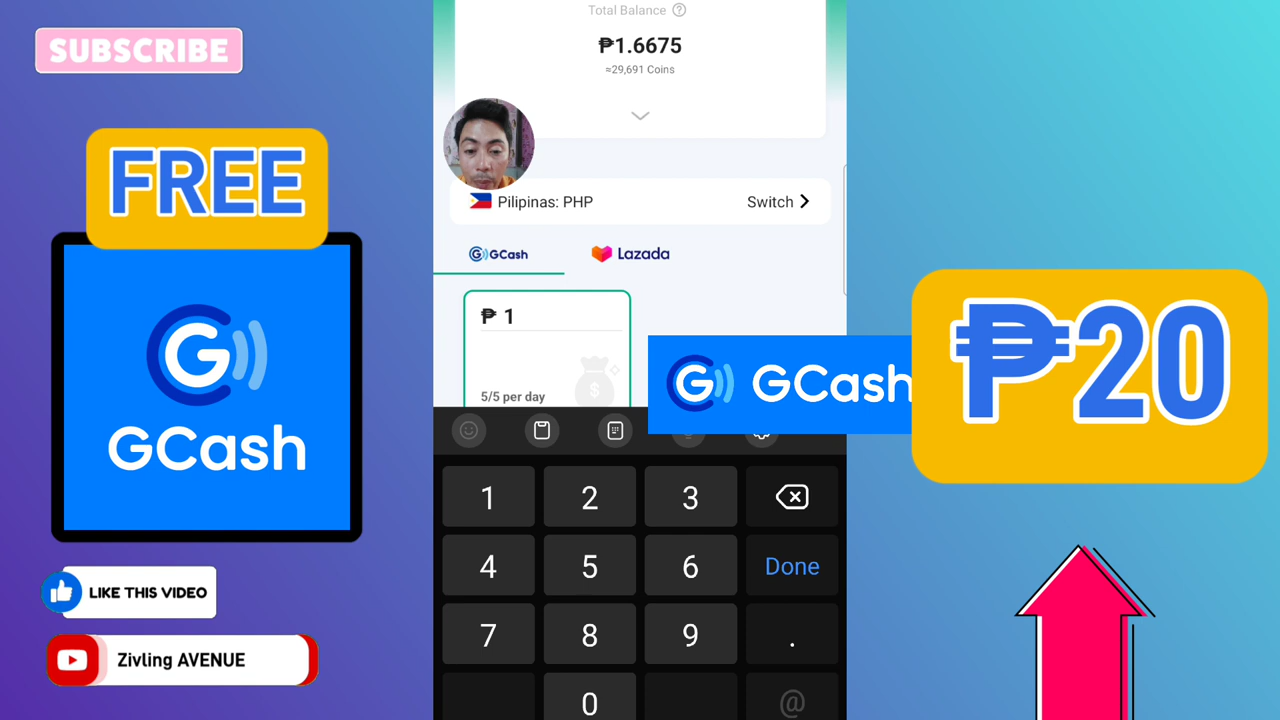 SUBSCRIBE
FREE
G
GCash
LIKE THIS VIDEO
Zivling AVENUE
Total Balance ?
₱1.6675
≈29,691 Coins
Pilipinas: PHP
Switch
G GCash
Lazada
₱ 1
$
5/5 per day
G GCash
₱20
1 2 3
4 5 6 Done
7 8 9 .
0 @